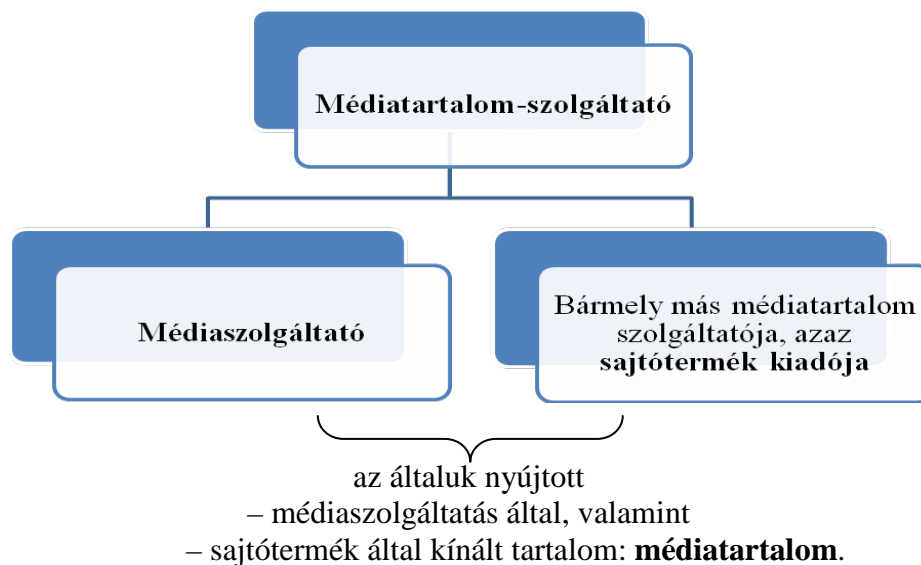 Médiatartalom-szolgáltató
Médiaszolgáltató
Bármely más médiatartalom
szolgáltatója, azaz
sajtótermék kiadója
az általuk nyújtott
– médiaszolgáltatás által, valamint
– sajtótermék által kínált tartalom: médiatartalom.